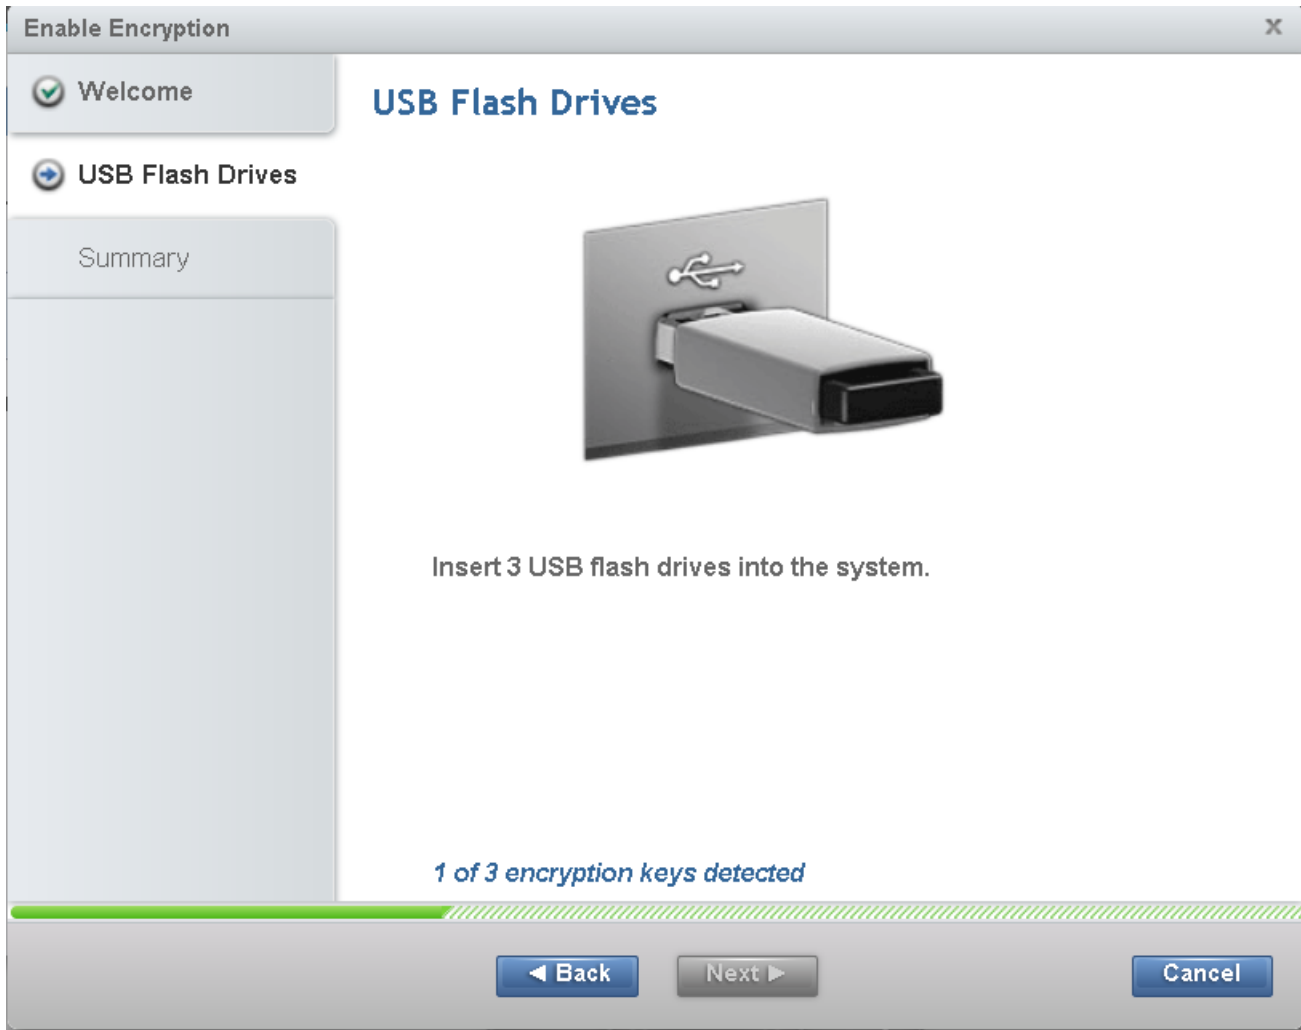 Enable Encryption
x
Welcome
USB Flash Drives
Summary
USB Flash Drives
Insert 3 USB flash drives into the system.
1 of 3 encryption keys detected
Back
Next
Cancel